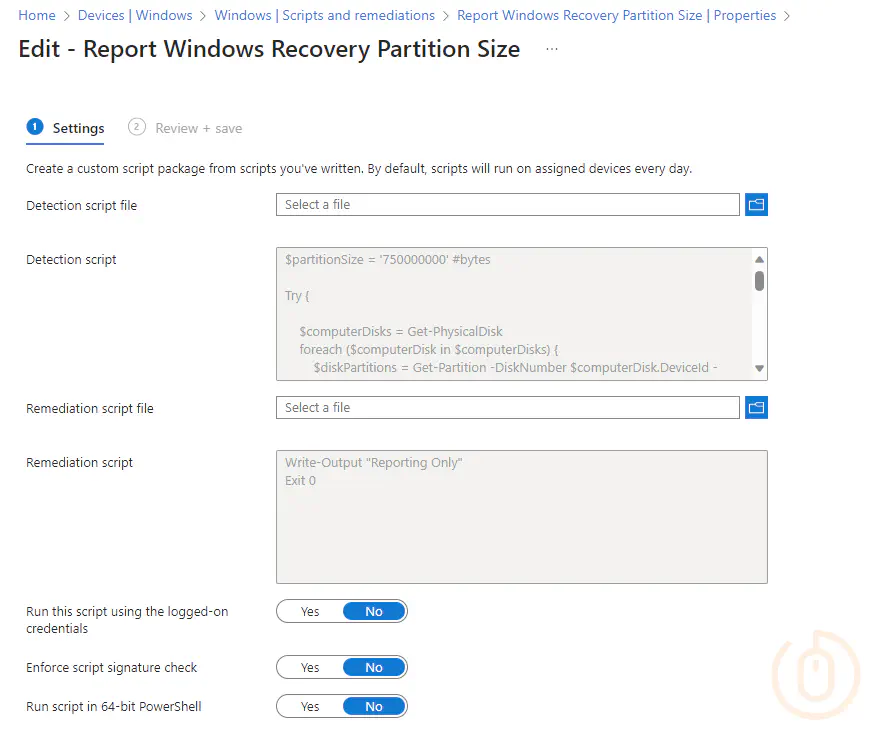 Home > Devices | Windows > Windows | Scripts and remediations > Report Windows Recovery Partition Size | Properties >
Edit - Report Windows Recovery Partition Size ...
1 Settings 2 Review + save
Create a custom script package from scripts you've written. By default, scripts will run on assigned devices every day.
Detection script file Select a file
Detection script
$partitionSize = '750000000' #bytes
Try {
$computerDisks = Get-PhysicalDisk
foreach ($computerDisk in $computerDisks) {
$diskPartitions = Get-Partition -DiskNumber $computerDisk.DeviceId -
Remediation script file Select a file
Remediation script
Write-Output "Reporting Only"
Exit 0
Run this script using the logged-on
credentials
Yes No
Enforce script signature check Yes No
Run script in 64-bit PowerShell Yes No